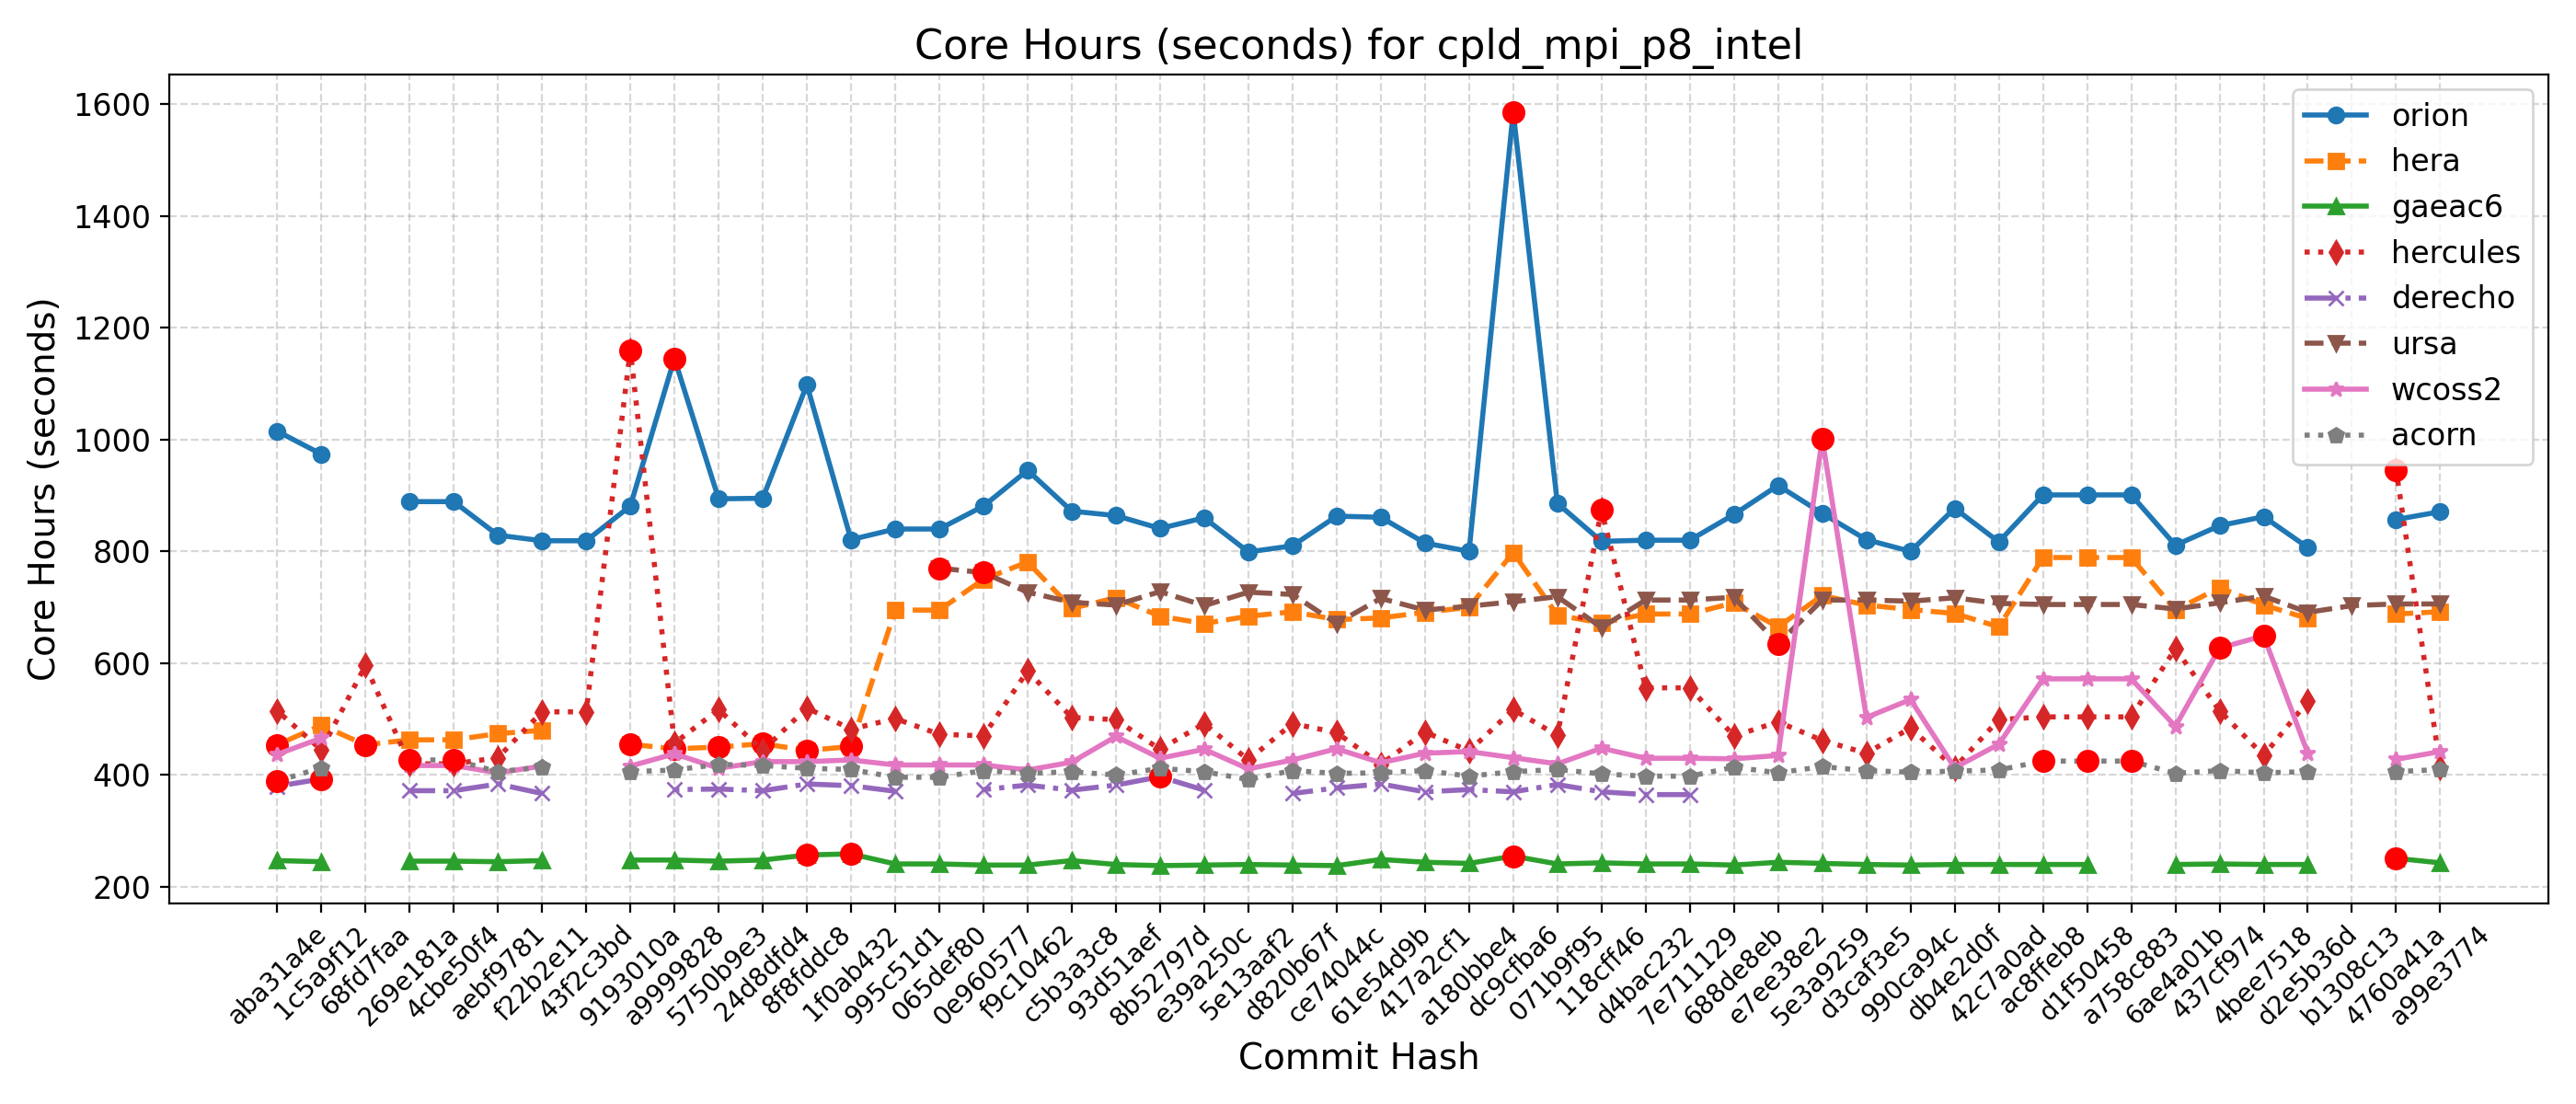 Core Hours (seconds) for cpld_mpi_p8_intel
Core Hours (seconds)
1600
1400
1200
1000
800
600
400
200
orion
hera
gaeac6
hercules
derecho
ursa
wcoss2
acorn
aba31a4e
1c5a9f12
68fd7faa
269e181a
4cbe50f4
aebf9781
f22b2e11
43f2c3bd
9193010a
a9999828
5750b9e3
24d8dfd4
8f8fddc8
1f0ab432
995c51d1
065def80
0e960577
f9c10462
c5b3a3c8
93d51aef
8b52797d
e39a250c
5e13aaf2
d820b67f
ce74044c
61e54d9b
417a2cf1
a180bbe4
dc9cfba6
071b9f95
118cff46
d4bac232
7e711129
688de8eb
e7ee38e2
5e3a9259
d3caf3e5
990ca94c
db4e2d0f
42c7a0ad
ac8ffeb8
d1f50458
a758c883
6ae4a01b
437cf974
4bee7518
d2e5b36d
b1308c13
4760a41a
a99e3774
Commit Hash